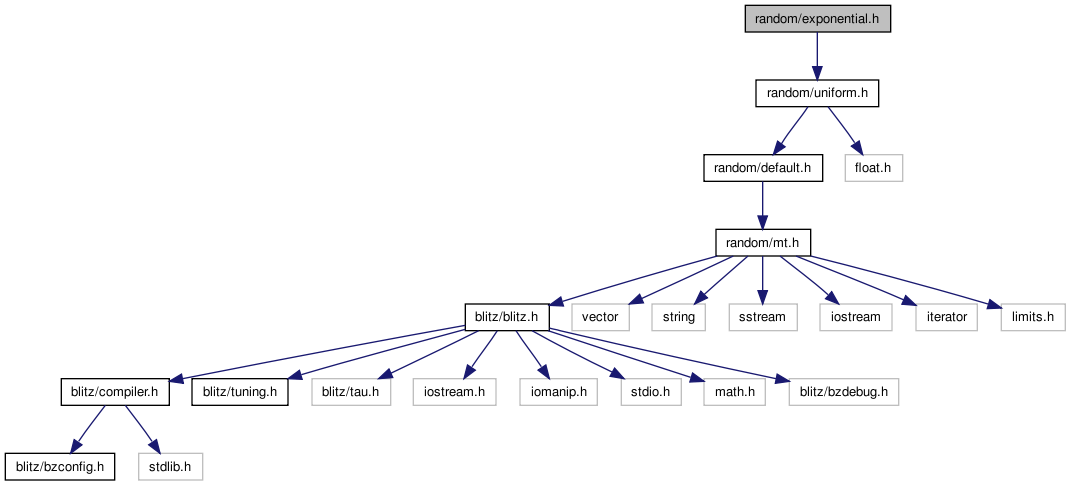 random/exponential.h
random/uniform.h
random/default.h
float.h
random/mt.h
blitz/blitz.h
vector
string
sstream
iostream
iterator
limits.h
blitz/compiler.h
blitz/tuning.h
blitz/tau.h
iostream.h
iomanip.h
stdio.h
math.h
blitz/bzdebug.h
blitz/bzconfig.h
stdlib.h